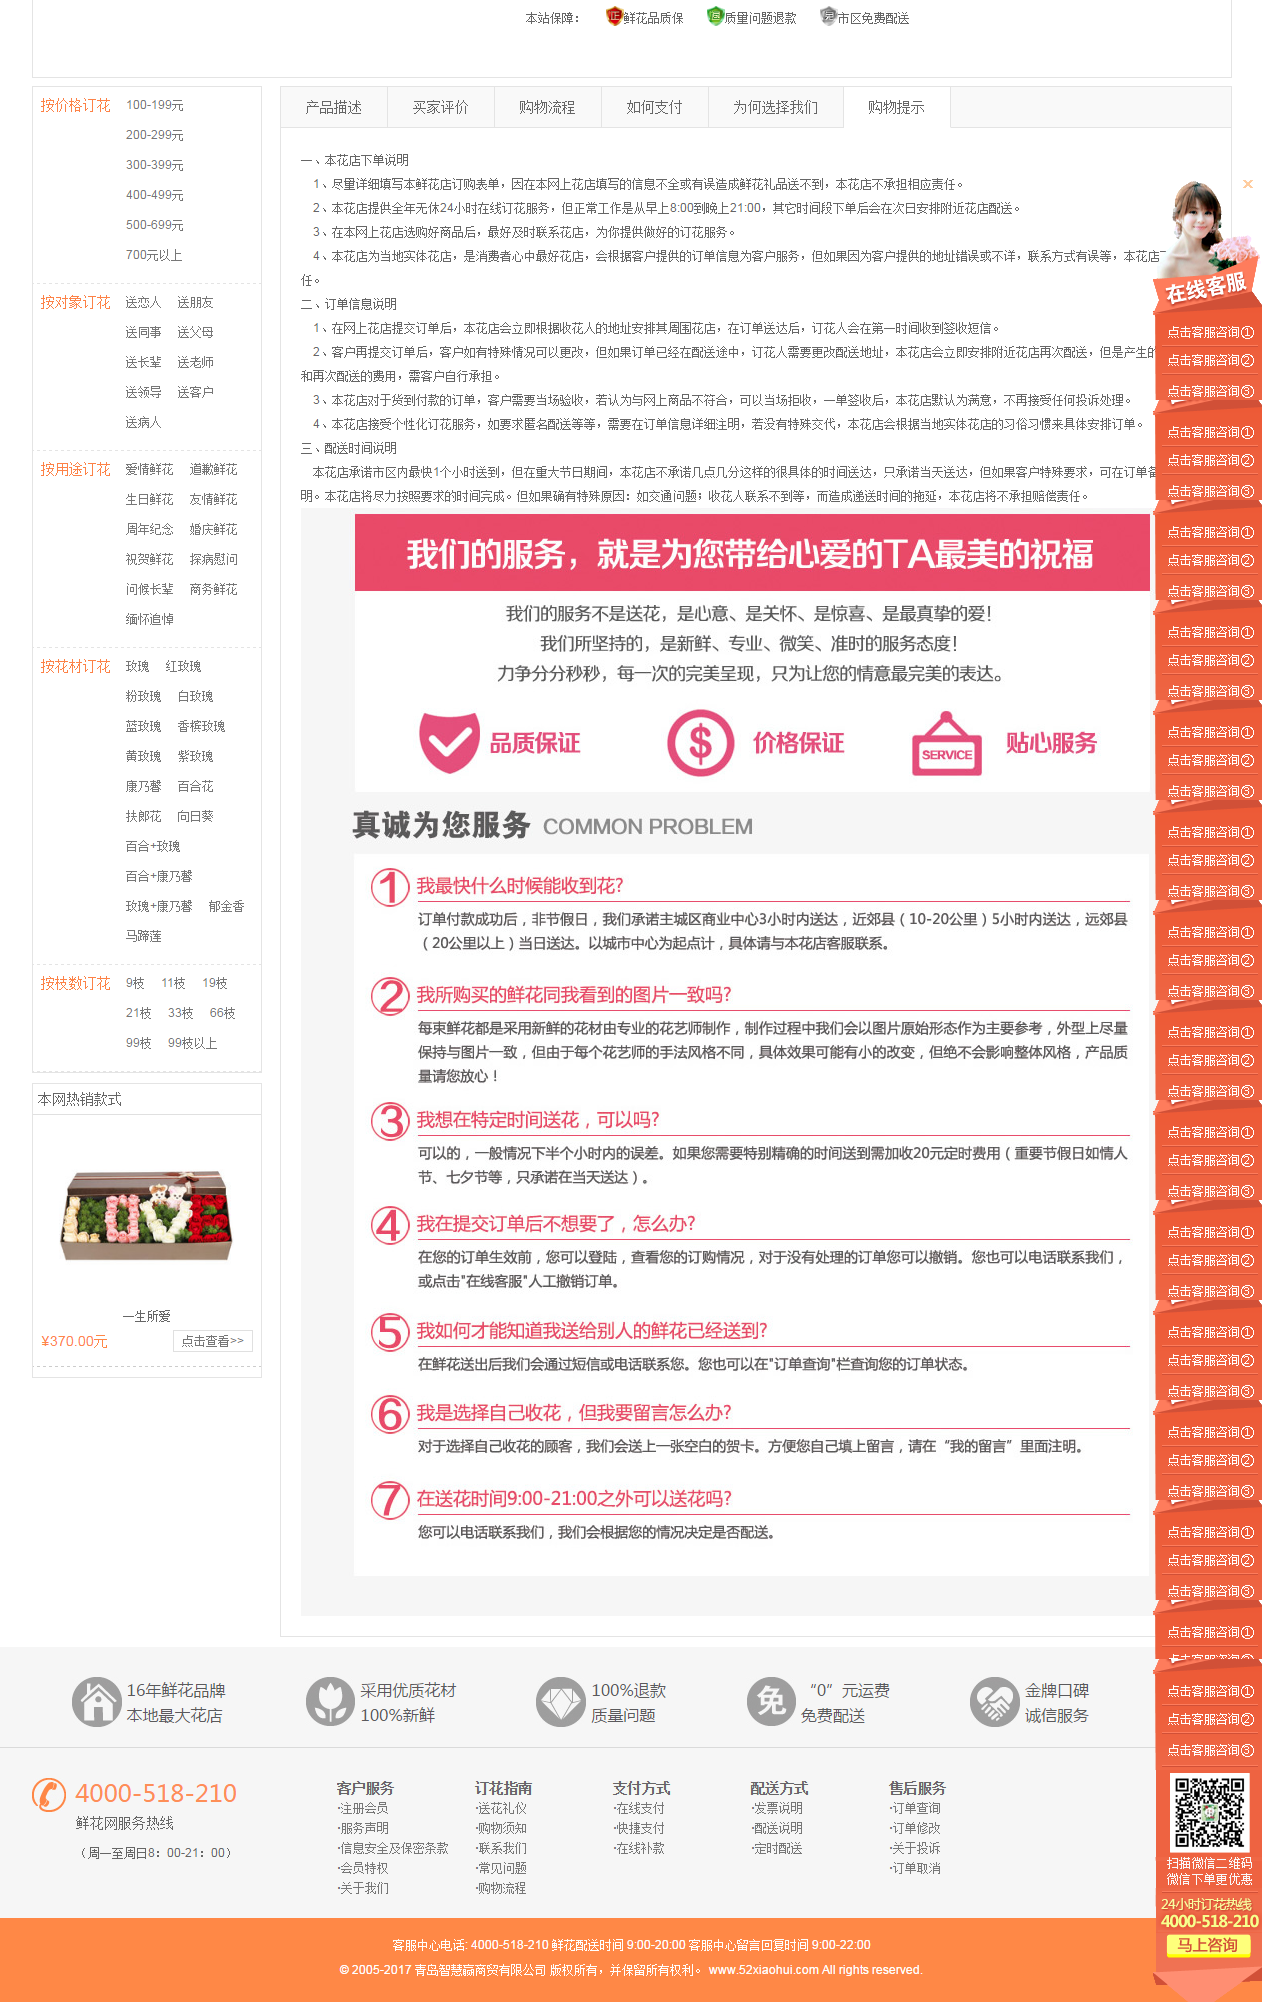 本站保障： 鲜花品质保 质量问题退款 市区免费配送
按价格订花 100-199元
200-299元
300-399元
400-499元
500-699元
700元以上
按对象订花 送恋人 送朋友
送同事 送父母
送长辈 送老师
送领导 送客户
送病人
按用途订花 爱情鲜花 道歉鲜花
生日鲜花 友情鲜花
周年纪念 婚庆鲜花
祝贺鲜花 探病慰问
问候长辈 商务鲜花
缅怀追悼
按花材订花 玫瑰 红玫瑰
粉玫瑰 白玫瑰
蓝玫瑰 香槟玫瑰
黄玫瑰 紫玫瑰
康乃馨 百合花
扶郎花 向日葵
百合+玫瑰
百合+康乃馨
玫瑰+康乃馨 郁金香
马蹄莲
按枝数订花 9枝 11枝 19枝
21枝 33枝 66枝
99枝 99枝以上
本网热销款式
一生所爱
¥370.00元 点击查看>>
产品描述 买家评价 购物流程 如何支付 为何选择我们 购物提示
一、本花店下单说明
1、尽量详细填写本鲜花店订购表单，因在本网上花店填写的信息不全或有误造成鲜花礼品送不到，本花店不承担相应责任。
2、本花店提供全年无休24小时在线订花服务，但正常工作是从早上8:00到晚上21:00，其它时间段下单后会在次日安排附近花店配送。
3、在本网上花店选购好商品后，最好及时联系花店，为你提供做好的订花服务。
4、本花店为当地实体花店，是消费者心中最好花店，会根据客户提供的订单信息为客户服务，但如果因为客户提供的地址错误或不详，联系方式有误等，本花店
任。
二、订单信息说明
1、在网上花店提交订单后，本花店会立即根据收花人的地址安排其周围花店，在订单送达后，订花人会在第一时间收到签收短信。
2、客户再提交订单后，客户如有特殊情况可以更改，但如果订单已经在配送途中，订花人需要更改配送地址，本花店会立即安排附近花店再次配送，但是产生的
和再次配送的费用，需客户自行承担。
3、本花店对于货到付款的订单，客户需要当场验收，若认为与网上商品不符合，可以当场拒收，一单签收后，本花店默认为满意，不再接受任何投诉处理。
4、本花店接受个性化订花服务，如要求匿名配送等等，需要在订单信息详细注明，若没有特殊交代，本花店会根据当地实体花店的习俗习惯来具体安排订单。
三、配送时间说明
本花店承诺市区内最快1个小时送到，但在重大节日期间，本花店不承诺几点几分这样的很具体的时间送达，只承诺当天送达，但如果客户特殊要求，可在订单备
明。本花店将尽力按照要求的时间完成。但如果确有特殊原因：如交通问题；收花人联系不到等，而造成递送时间的拖延，本花店将不承担赔偿责任。
我们的服务，就是为您带给心爱的TA最美的祝福
我们的服务不是送花，是心意、是关怀、是惊喜、是最真挚的爱！
我们所坚持的，是新鲜、专业、微笑、准时的服务态度！
力争分分秒秒，每一次的完美呈现，只为让您的情意最完美的表达。
品质保证 价格保证 SERVICE 贴心服务
真诚为您服务 COMMON PROBLEM
1 我最快什么时候能收到花?
订单付款成功后，非节假日，我们承诺主城区商业中心3小时内送达，近郊县（10-20公里）5小时内送达，远郊县
（20公里以上）当日送达。以城市中心为起点计，具体请与本花店客服联系。
2 我所购买的鲜花同我看到的图片一致吗?
每束鲜花都是采用新鲜的花材由专业的花艺师制作，制作过程中我们会以图片原始形态作为主要参考，外型上尽量
保持与图片一致，但由于每个花艺师的手法风格不同，具体效果可能有小的改变，但绝不会影响整体风格，产品质
量请您放心！
3 我想在特定时间送花，可以吗?
可以的，一般情况下半个小时内的误差。如果您需要特别精确的时间送到需加收20元定时费用（重要节假日如情人
节、七夕节等，只承诺在当天送达）。
4 我在提交订单后不想要了，怎么办?
在您的订单生效前，您可以登陆，查看您的订购情况，对于没有处理的订单您可以撤销。您也可以电话联系我们，
或点击"在线客服"人工撤销订单。
5 我如何才能知道我送给别人的鲜花已经送到?
在鲜花送出后我们会通过短信或电话联系您。您也可以在"订单查询"栏查询您的订单状态。
6 我是选择自己收花，但我要留言怎么办?
对于选择自己收花的顾客，我们会送上一张空白的贺卡。方便您自己填上留言，请在“我的留言”里面注明。
7 在送花时间9:00-21:00之外可以送花吗?
您可以电话联系我们，我们会根据您的情况决定是否配送。
×
在线客服
点击客服咨询①
点击客服咨询②
点击客服咨询③
点击客服咨询①
点击客服咨询②
点击客服咨询③
点击客服咨询①
点击客服咨询②
点击客服咨询③
点击客服咨询①
点击客服咨询②
点击客服咨询③
点击客服咨询①
点击客服咨询②
点击客服咨询③
点击客服咨询①
点击客服咨询②
点击客服咨询③
点击客服咨询①
点击客服咨询②
点击客服咨询③
点击客服咨询①
点击客服咨询②
点击客服咨询③
点击客服咨询①
点击客服咨询②
点击客服咨询③
点击客服咨询①
点击客服咨询②
点击客服咨询③
点击客服咨询①
点击客服咨询②
点击客服咨询③
点击客服咨询①
点击客服咨询②
点击客服咨询③
点击客服咨询①
点击客服咨询②
点击客服咨询③
点击客服咨询①
点击客服咨询②
点击客服咨询①
点击客服咨询②
点击客服咨询③
扫描微信二维码
微信下单更优惠
24小时订花热线
4000-518-210
马上咨询
16年鲜花品牌 采用优质花材 100%退款 免 “0”元运费 金牌口碑
本地最大花店 100%新鲜 质量问题 免费配送 诚信服务
4000-518-210
鲜花网服务热线
（周一至周日8：00-21：00）
客户服务 订花指南 支付方式 配送方式 售后服务
·注册会员 ·送花礼仪 ·在线支付 ·发票说明 ·订单查询
·服务声明 ·购物须知 ·快捷支付 ·配送说明 ·订单修改
·信息安全及保密条款 ·联系我们 ·在线补款 ·定时配送 ·关于投诉
·会员特权 ·常见问题 ·订单取消
·关于我们 ·购物流程
客服中心电话: 4000-518-210 鲜花配送时间 9:00-20:00 客服中心留言回复时间 9:00-22:00
© 2005-2017 青岛智慧赢商贸有限公司 版权所有，并保留所有权利。 www.52xiaohui.com All rights reserved.